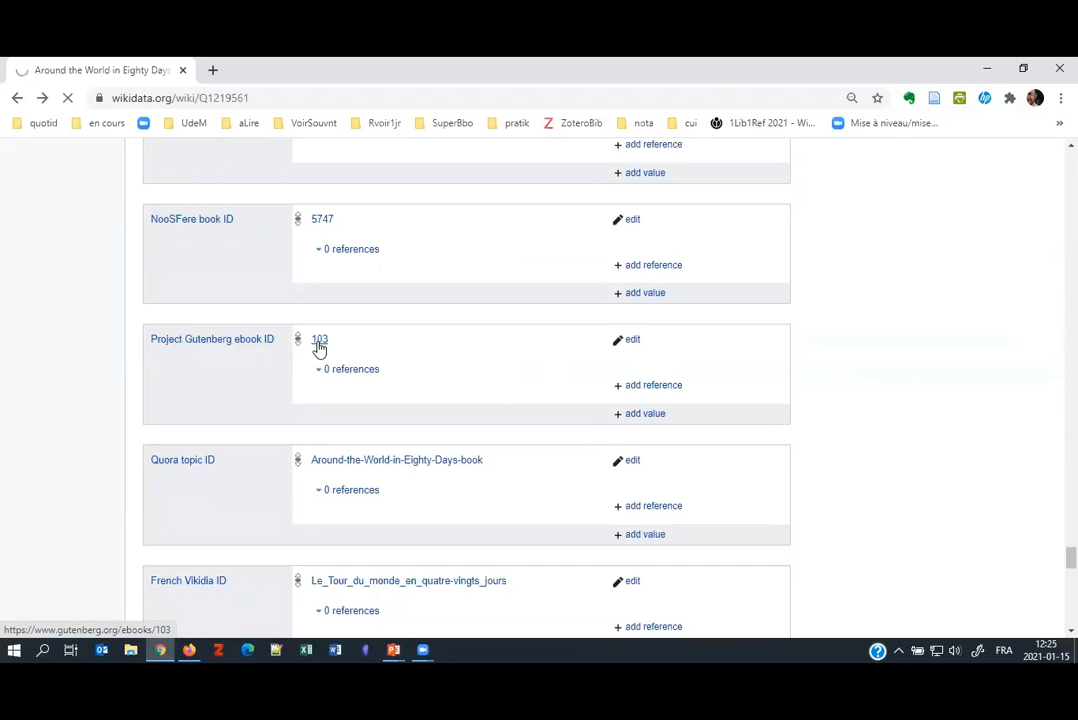 Around the World in Eighty Days
wikidata.org/wiki/Q1219561
quotid en cours UdeM aLire VoirSouvnt Rvoir1jr SuperBbo pratik ZoteroBib nota cui 1Lib1Ref 2021 - Wi... Mise à niveau/mise... »
+ add reference
+ add value
NooSFere book ID 5747 edit
0 references
+ add reference
+ add value
Project Gutenberg ebook ID 103 edit
0 references
+ add reference
+ add value
Quora topic ID Around-the-World-in-Eighty-Days-book edit
0 references
+ add reference
+ add value
French Vikidia ID Le_Tour_du_monde_en_quatre-vingts_jours edit
0 references
+ add reference
https://www.gutenberg.org/ebooks/103
FRA 12:25
2021-01-15